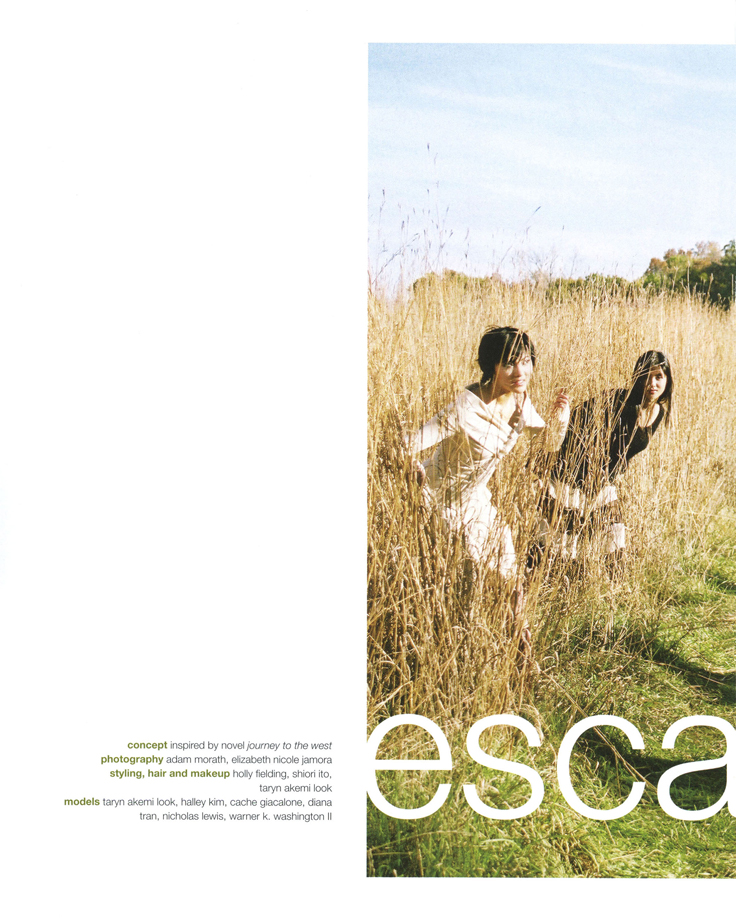 concept inspired by novel journey to the west
photography adam morath, elizabeth nicole jamora
styling, hair and makeup holly fielding, shiori ito,
taryn akemi look
models taryn akemi look, halley kim, cache giacalone, diana
tran, nicholas lewis, warner k. washington II
esca